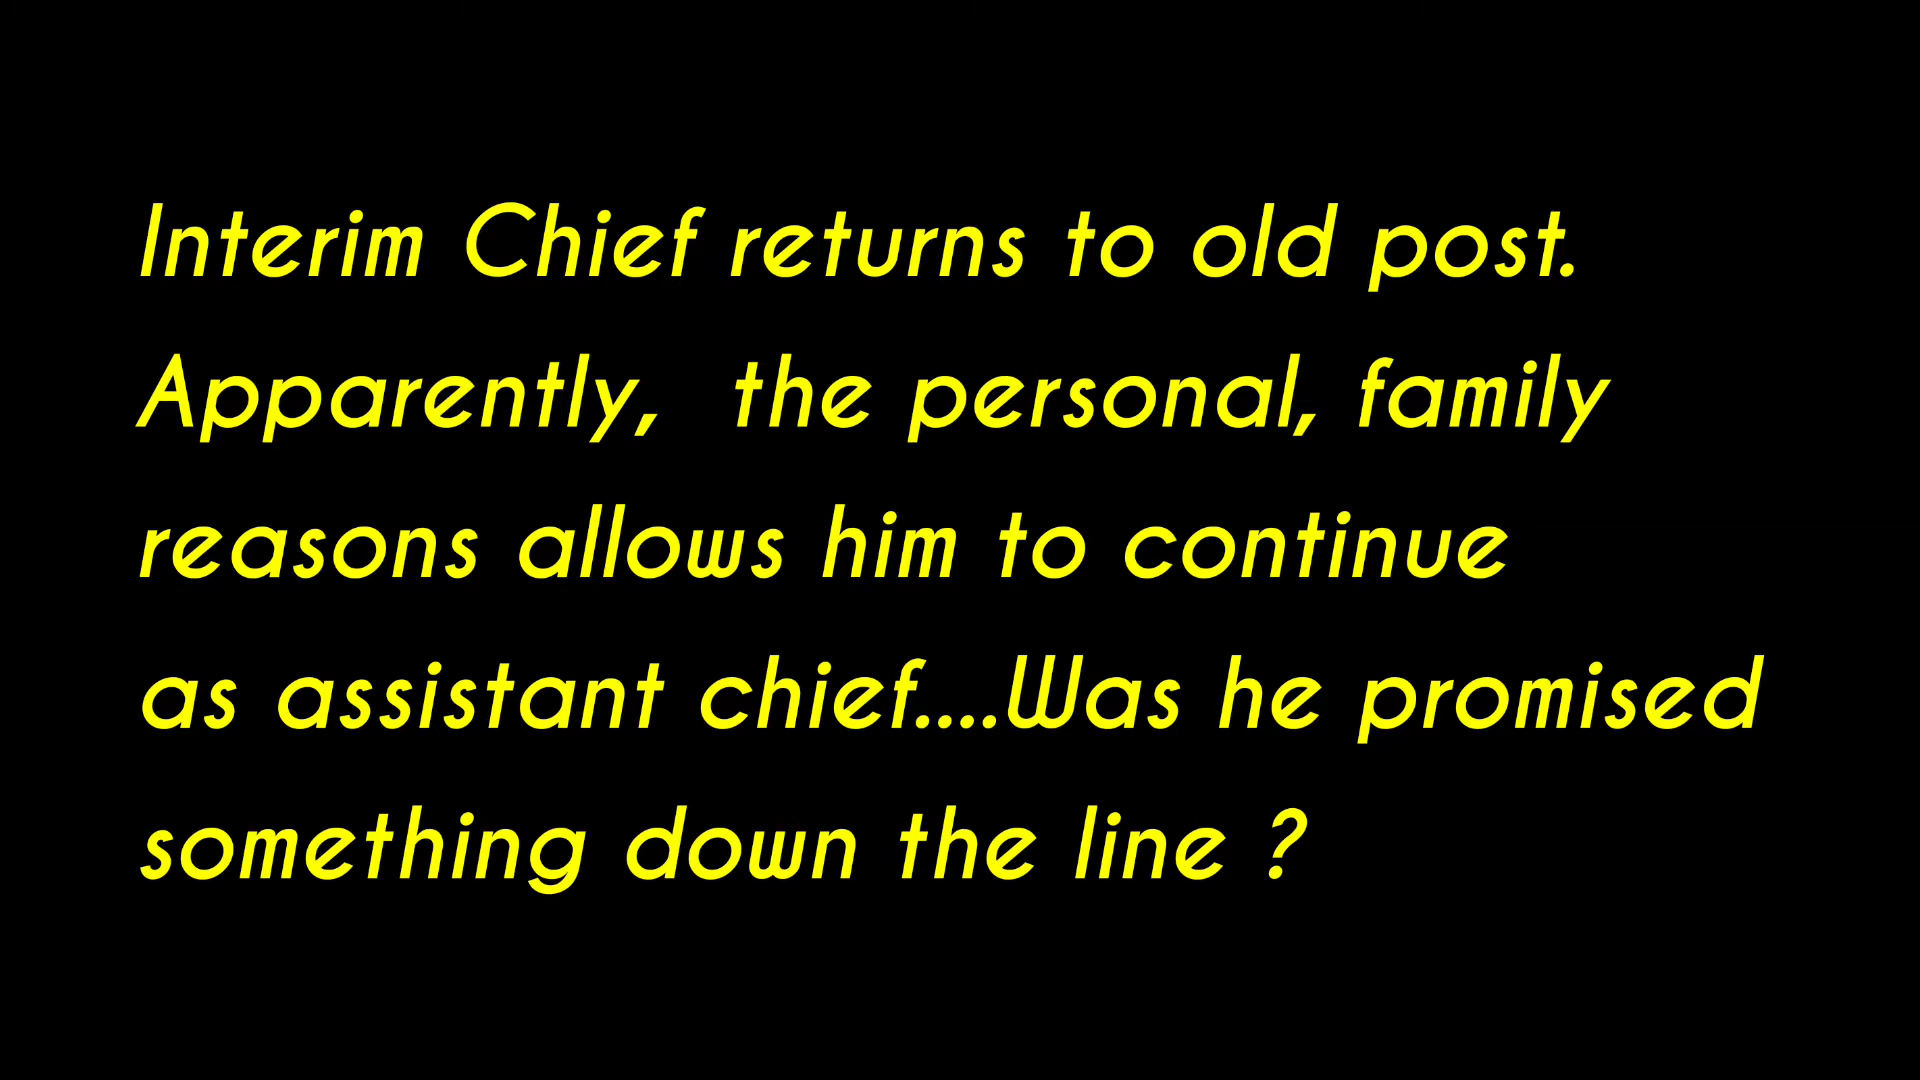 Interim Chief returns to old post.
Apparently,  the personal, family
reasons allows him to continue
as assistant chief....Was he promised
something down the line ?